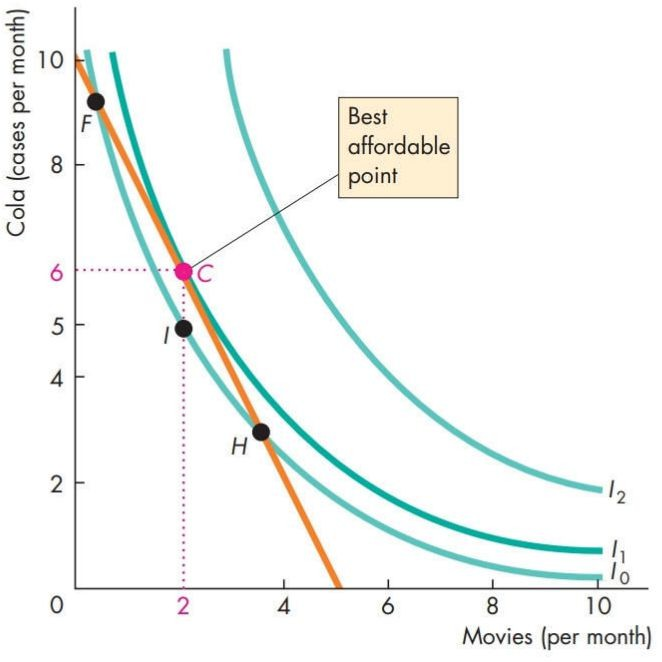 Cola (cases per month)
10
8
6
5
4
2
0
F
C
I
H
Best
affordable
point
I2
I1
I0
2
4
6
8
10
Movies (per month)